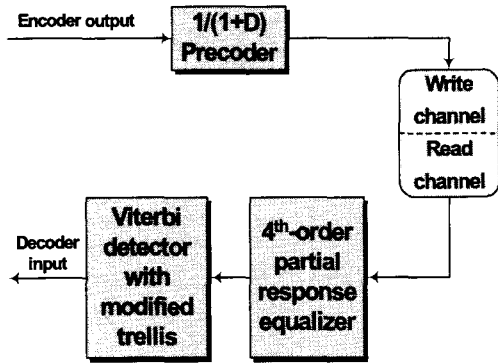 Encoder output
1/(1+D)
Precoder
Write
channel
Read
channel
4th-order
partial
response
equalizer
Viterbi
detector
with
modified
trellis
Decoder
input